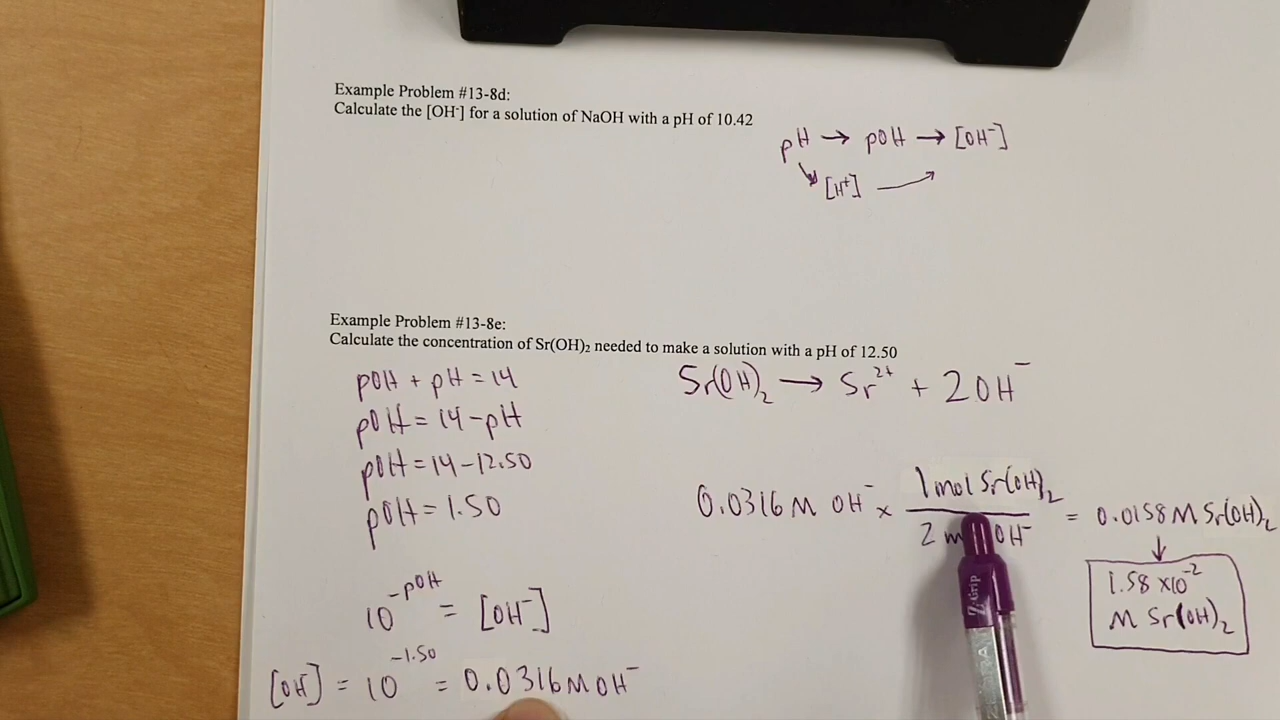 Example Problem #13-8d:
Calculate the [OH⁻] for a solution of NaOH with a pH of 10.42
pH → pOH → [OH⁻]
↘ [H⁺] ⟶
Example Problem #13-8e:
Calculate the concentration of Sr(OH)₂ needed to make a solution with a pH of 12.50
pOH + pH = 14
pOH = 14 - pH
pOH = 14 - 12.50
pOH = 1.50
10^-pOH = [OH⁻]
[OH⁻] = 10^-1.50 = 0.0316 M OH⁻
Sr(OH)₂ ⟶ Sr²⁺ + 2OH⁻
0.0316 M OH⁻ × 1 mol Sr(OH)₂ = 0.0158 M Sr(OH)₂
2 OH⁻
↓
1.58 × 10⁻²
M Sr(OH)₂
Z-Grip